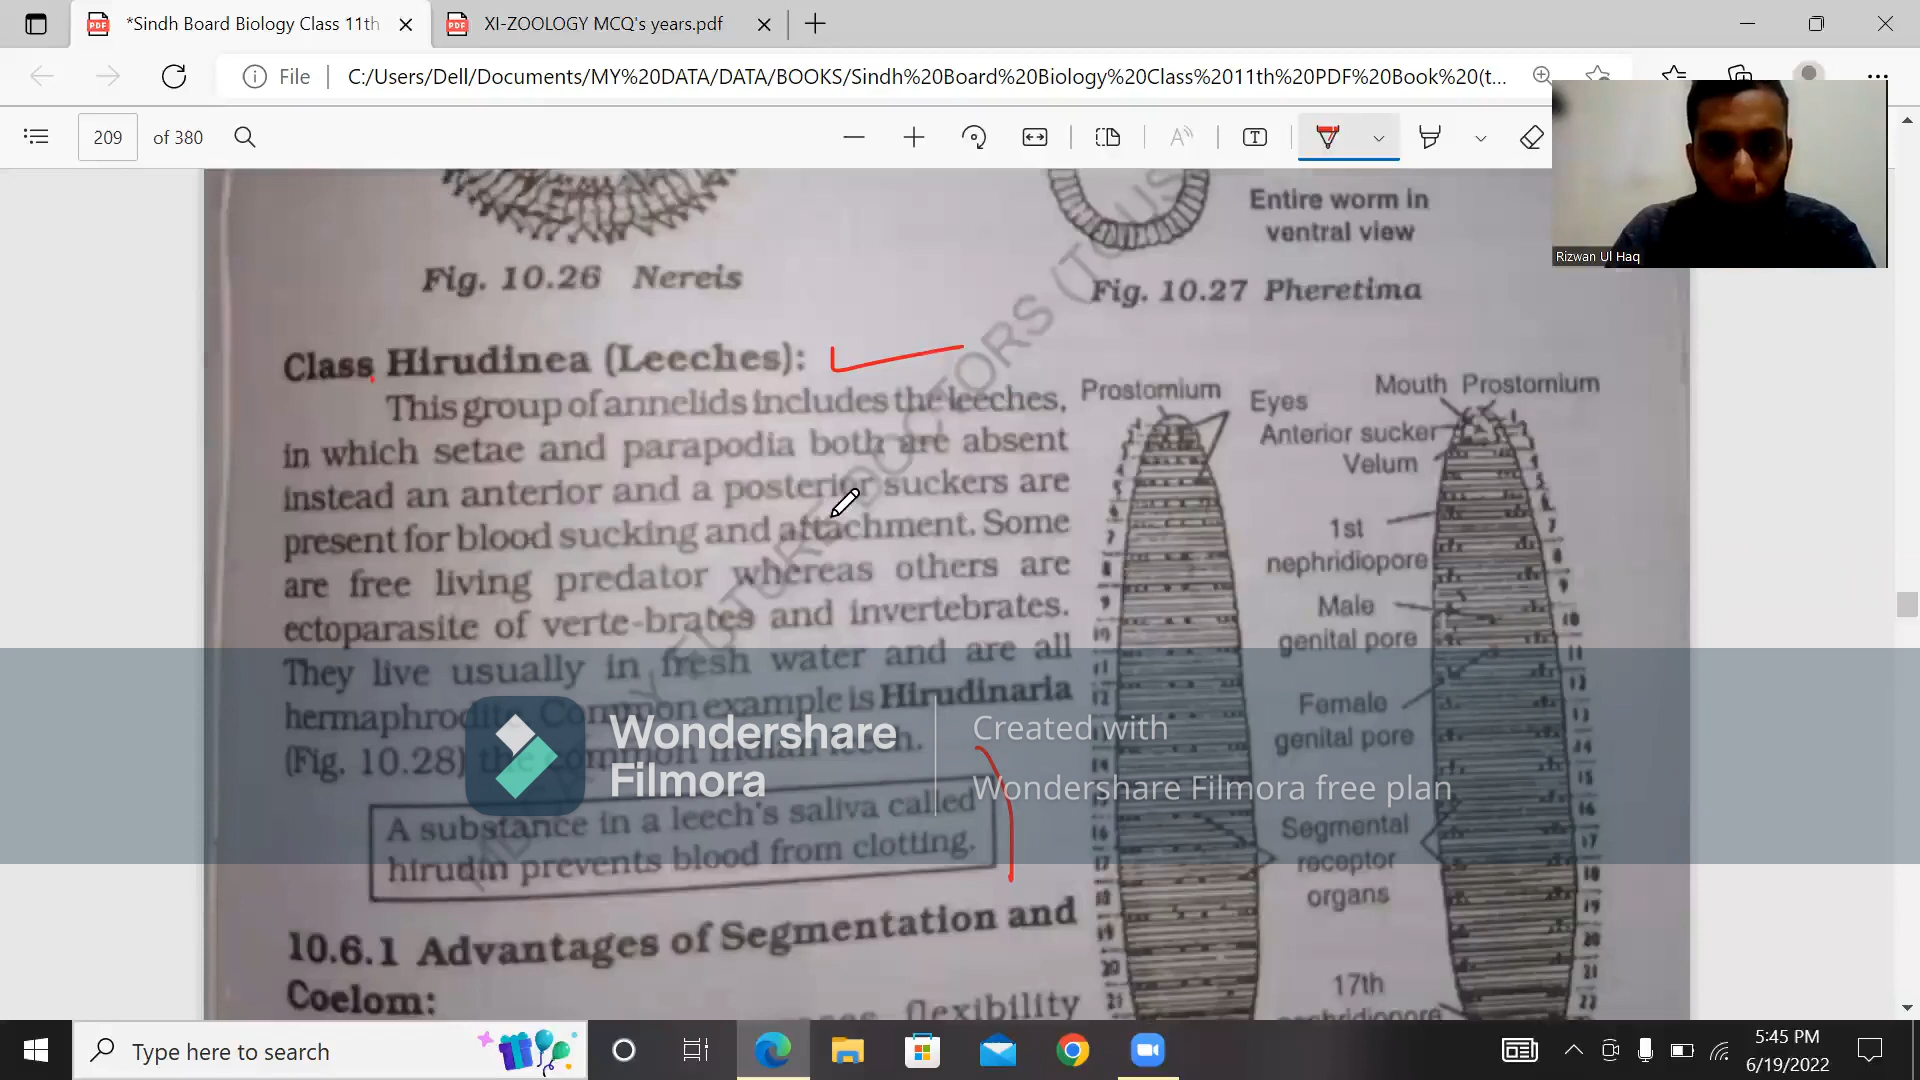 *Sindh Board Biology Class 11th
XI-ZOOLOGY MCQ's years.pdf
File
C:/Users/Dell/Documents/MY%20DATA/DATA/BOOKS/Sindh%20Board%20Biology%20Class%2011th%20PDF%20Book%20(t...
209 of 380
Rizwan Ul Haq
Entire worm in
ventral view
Fig. 10.26 Nereis
Fig. 10.27 Pheretima
Class Hirudinea (Leeches):
This group of annelids includes the leeches,
in which setae and parapodia both are absent
instead an anterior and a posterior suckers are
present for blood sucking and attachment. Some
are free living predator whereas others are
ectoparasite of verte-brates and invertebrates.
They live usually in fresh water and are all
hermaphrodite. Common example is Hirudinaria
(Fig. 10.28) the common Indian leech.
A substance in a leech's saliva called
hirudin prevents blood from clotting.
10.6.1 Advantages of Segmentation and
Coelom:
flexibility
Prostomium
Eyes
Mouth Prostomium
Anterior sucker
Velum
1st
nephridiopore
Male
genital pore
Female
genital pore
Segmental
receptor
organs
17th
nephridiopore
Wondershare
Filmora
Created with
Wondershare Filmora free plan
Type here to search
5:45 PM
6/19/2022